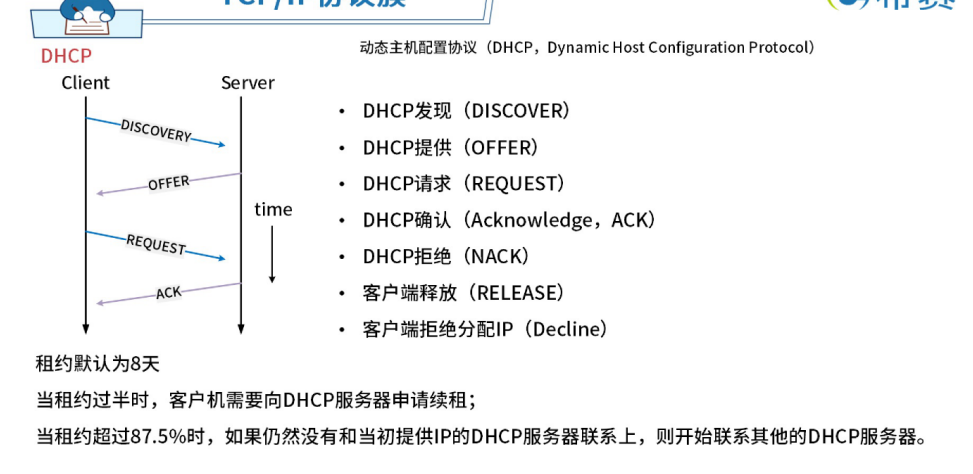 TCP/IP协议族
希赛
DHCP
动态主机配置协议（DHCP，Dynamic Host Configuration Protocol）
Client
Server
DISCOVERY
OFFER
time
REQUEST
ACK
• DHCP发现（DISCOVER）
• DHCP提供（OFFER）
• DHCP请求（REQUEST）
• DHCP确认（Acknowledge，ACK）
• DHCP拒绝（NACK）
• 客户端释放（RELEASE）
• 客户端拒绝分配IP（Decline）
租约默认为8天
当租约过半时，客户机需要向DHCP服务器申请续租；
当租约超过87.5%时，如果仍然没有和当初提供IP的DHCP服务器联系上，则开始联系其他的DHCP服务器。